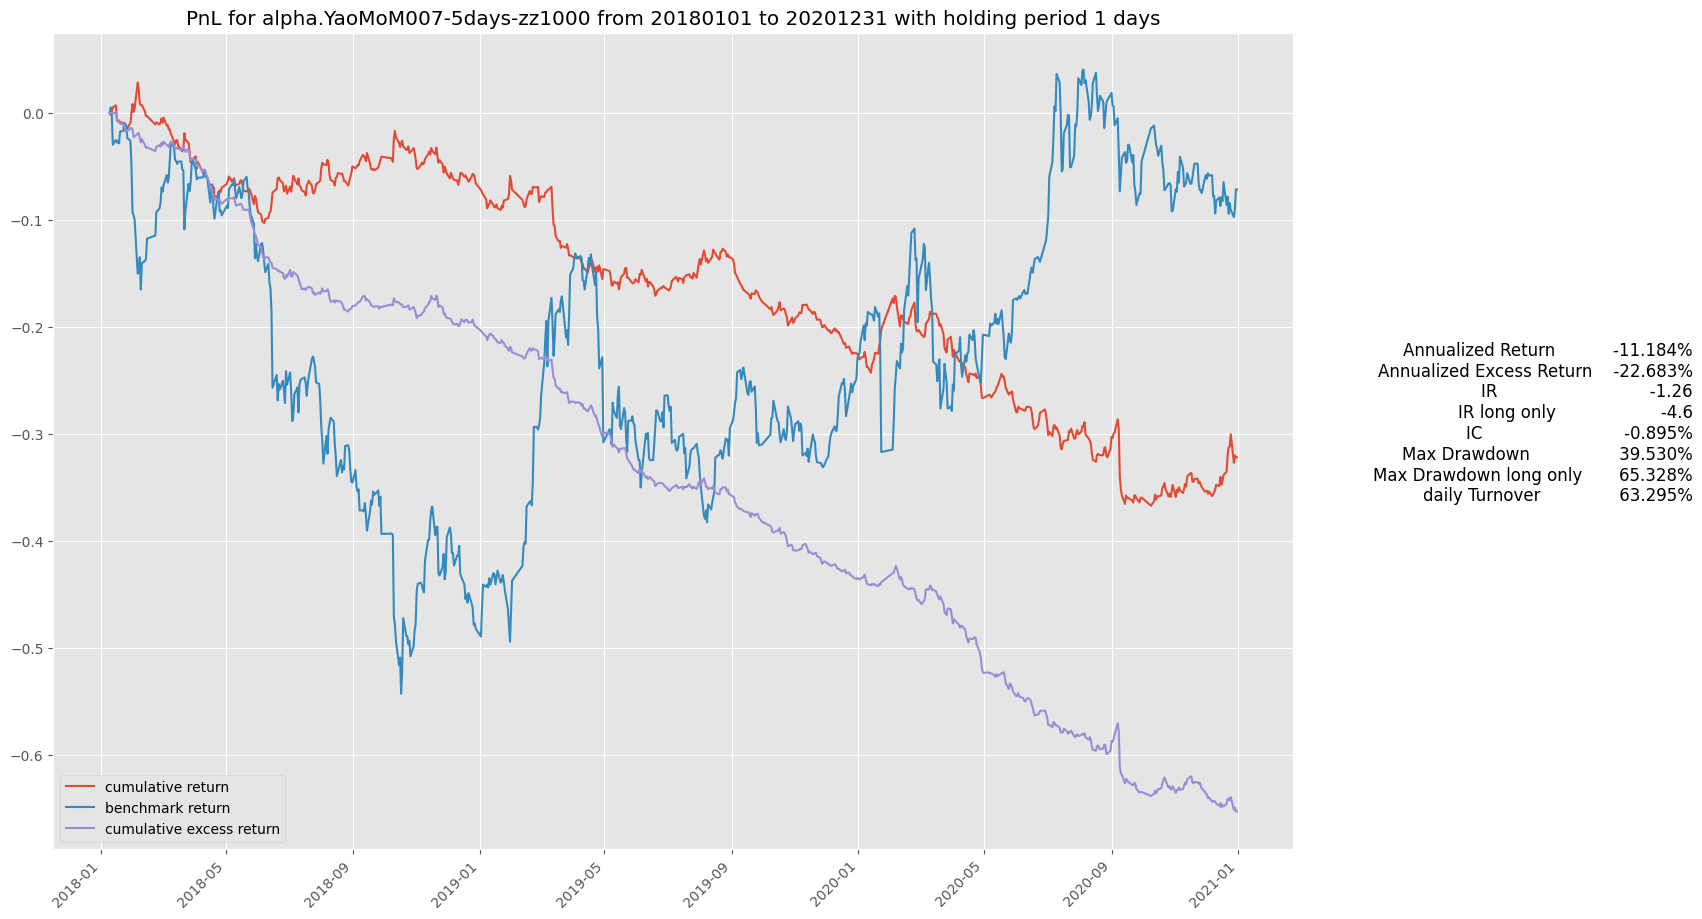 PnL for alpha.YaoMoM007-5days-zz1000 from 20180101 to 20201231 with holding period 1 days
0.0
−0.1
−0.2
−0.3
−0.4
−0.5
−0.6
cumulative return
benchmark return
cumulative excess return
2018-01
2018-05
2018-09
2019-01
2019-05
2019-09
2020-01
2020-05
2020-09
2021-01
Annualized Return -11.184%
Annualized Excess Return -22.683%
IR -1.26
IR long only -4.6
IC -0.895%
Max Drawdown 39.530%
Max Drawdown long only 65.328%
daily Turnover 63.295%